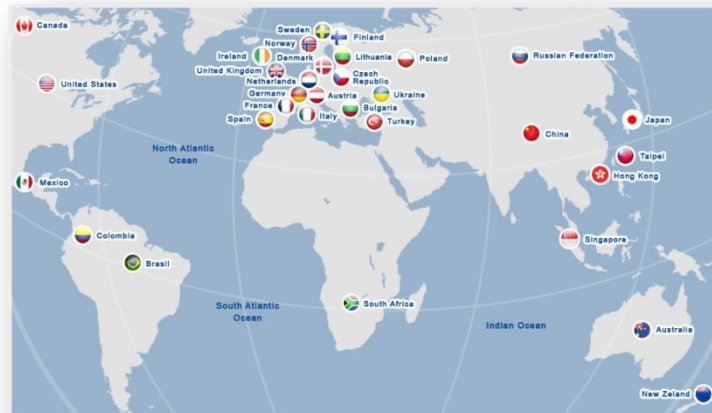 Canada
Sweden
Finland
Norway
Ireland
Denmark
Lithuania
Poland
Russian Federation
United Kingdom
United States
Netherlands
Czech
Republic
Germany
Austria
Ukraine
France
Bulgaria
Spain
Italy
Turkey
Japan
China
North Atlantic
Ocean
Taipei
Hong Kong
Mexico
Colombia
Singapore
Brasil
South Atlantic
Ocean
South Africa
Indian Ocean
Australia
New Zeland